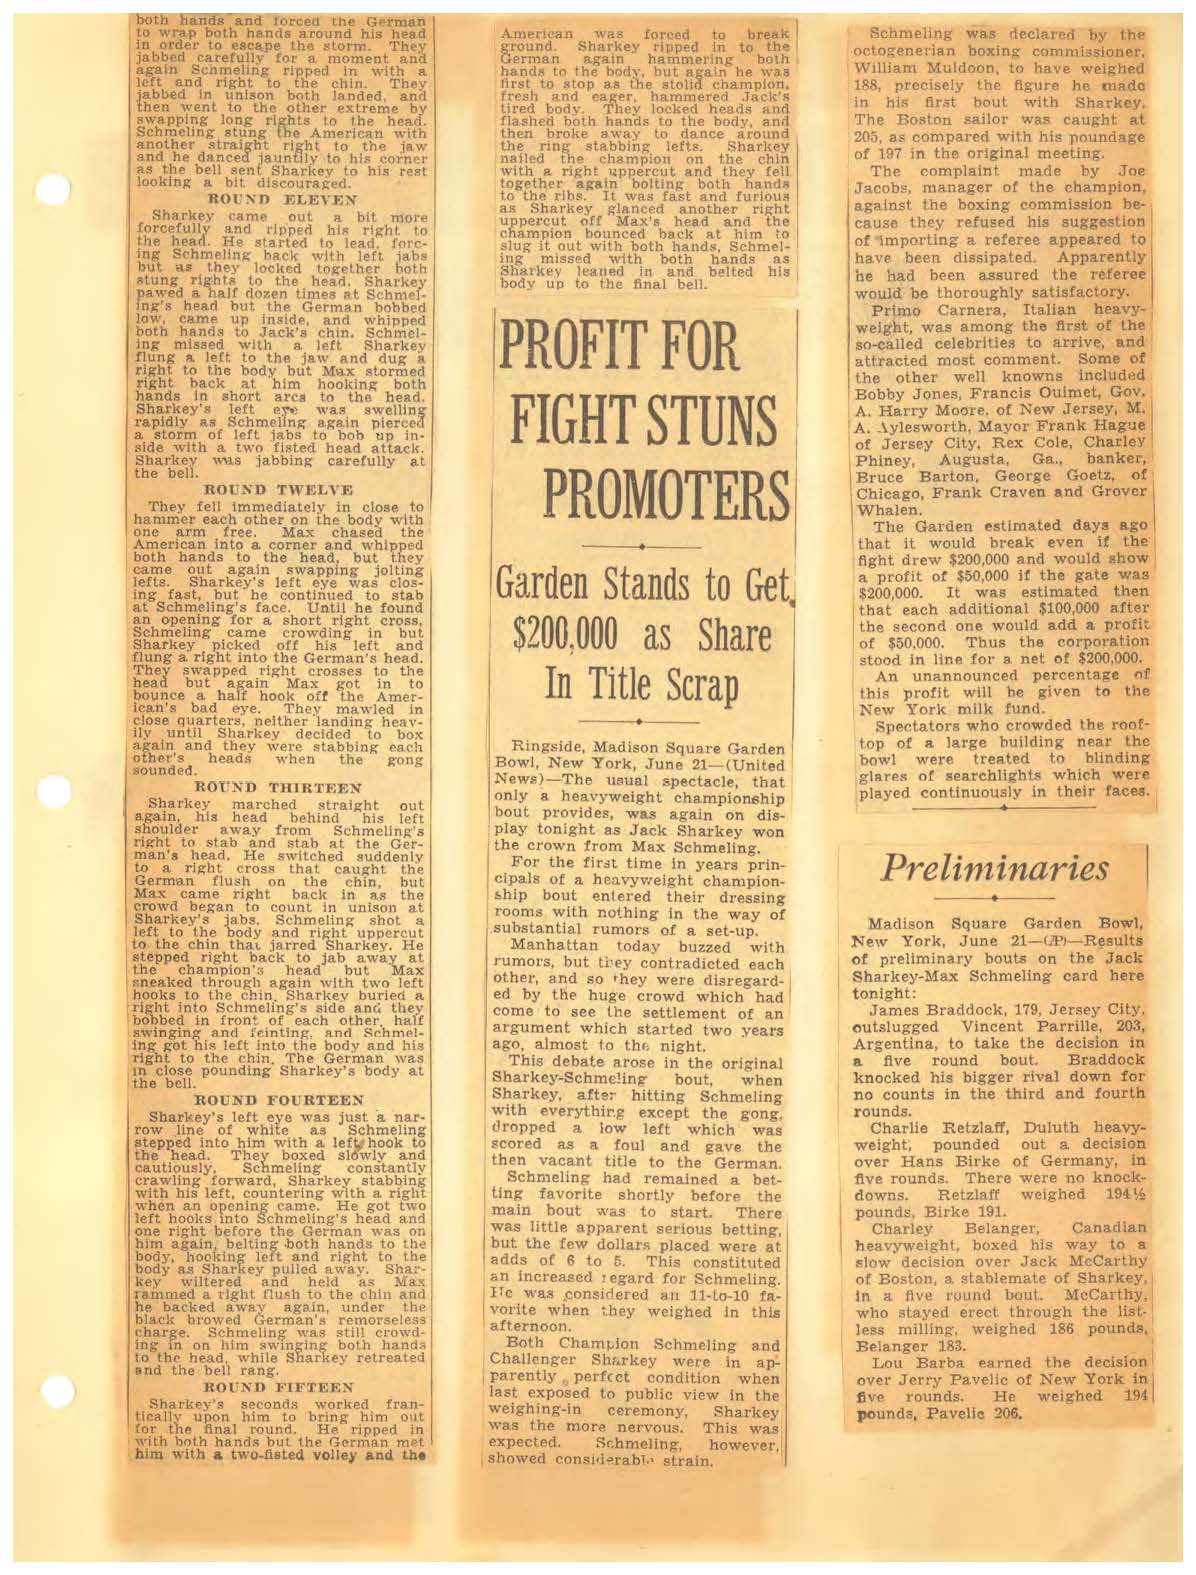 both hands and forced the German
to wrap both hands around his head
in order to escape the storm. They
jabbed carefully for a moment and
again Schmeling ripped in with a
left and right to the chin. They
jabbed in unison both landed, and
then went to the other extreme by
swapping long rights to the head.
Schmeling stung the American with
another straight right to the jaw
and he danced jauntily to his corner
as the bell sent Sharkey to his rest
looking a bit discouraged.
ROUND ELEVEN
Sharkey came out a bit more
forcefully and ripped his right to
the head. He started to lead, forc-
ing Schmeling back with left jabs
but as they locked together both
stung rights to the head. Sharkey
pawed a half dozen times at Schmel-
ing's head but the German bobbed
low, came up inside, and whipped
both hands to Jack's chin. Schmel-
ing missed with a left Sharkey
flung a left to the jaw and dug a
right to the body but Max stormed
right back at him hooking both
hands in short arcs to the head.
Sharkey's left eye was swelling
rapidly as Schmeling again pierced
a storm of left jabs to bob up in-
side with a two fisted head attack.
Sharkey was jabbing carefully at
the bell.
ROUND TWELVE
They fell immediately in close to
hammer each other on the body with
one arm free. Max chased the
American into a corner and whipped
both hands to the head, but they
came out again swapping jolting
lefts. Sharkey's left eye was clos-
ing fast, but he continued to stab
at Schmeling's face. Until he found
an opening for a short right cross,
Schmeling came crowding in but
Sharkey picked off his left and
flung a right into the German's head.
They swapped right crosses to the
head but again Max got in to
bounce a half hook off the Amer-
ican's bad eye. They mawled in
close quarters, neither landing heav-
ily until Sharkey decided to box
again and they were stabbing each
other's heads when the gong
sounded.
ROUND THIRTEEN
Sharkey marched straight out
again, his head behind his left
shoulder away from Schmeling's
right to stab and stab at the Ger-
man's head. He switched suddenly
to a right cross that caught the
German flush on the chin, but
Max came right back in as the
crowd began to count in unison at
Sharkey's jabs. Schmeling shot a
left to the body and right uppercut
to the chin that jarred Sharkey. He
stepped right back to jab away at
the champion's head but Max
sneaked through again with two left
hooks to the chin. Sharkey buried a
right into Schmeling's side and they
bobbed in front of each other, half
swinging and feinting, and Schmel-
ing got his left into the body and his
right to the chin. The German was
in close pounding Sharkey's body at
the bell.
ROUND FOURTEEN
Sharkey's left eye was just a nar-
row line of white as Schmeling
stepped into him with a left hook to
the head. They boxed slowly and
cautiously, Schmeling constantly
crawling forward, Sharkey stabbing
with his left, countering with a right
when an opening came. He got two
left hooks into Schmeling's head and
one right before the German was on
him again, belting both hands to the
body, hooking left and right to the
body as Sharkey pulled away. Shar-
key wiltered and held as Max
rammed a right flush to the chin and
he backed away again, under the
black browed German's remorseless
charge. Schmeling was still crowd-
ing in on him swinging both hands
to the head, while Sharkey retreated
and the bell rang.
ROUND FIFTEEN
Sharkey's seconds worked fran-
tically upon him to bring him out
for the final round. He ripped in
with both hands but the German met
him with a two-fisted volley and the
American was forced to break
ground. Sharkey ripped in to the
German again hammering both
hands to the body, but again he was
first to stop as the stolid champion,
fresh and eager, hammered Jack's
tired body. They locked heads and
flashed both hands to the body, and
then broke away to dance around
the ring stabbing lefts. Sharkey
nailed the champion on the chin
with a right uppercut and they fell
together again bolting both hands
to the ribs. It was fast and furious
as Sharkey glanced another right
uppercut off Max's head and the
champion bounced back at him to
slug it out with both hands, Schmel-
ing missed with both hands as
Sharkey leaned in and belted his
body up to the final bell.
PROFIT FOR
FIGHT STUNS
PROMOTERS
Garden Stands to Get
$200,000 as Share
In Title Scrap
Ringside, Madison Square Garden
Bowl, New York, June 21—(United
News)—The usual spectacle, that
only a heavyweight championship
bout provides, was again on dis-
play tonight as Jack Sharkey won
the crown from Max Schmeling.
For the first time in years prin-
cipals of a heavyweight champion-
ship bout entered their dressing
rooms with nothing in the way of
substantial rumors of a set-up.
Manhattan today buzzed with
rumors, but they contradicted each
other, and so they were disregard-
ed by the huge crowd which had
come to see the settlement of an
argument which started two years
ago, almost to the night.
This debate arose in the original
Sharkey-Schmeling bout, when
Sharkey, after hitting Schmeling
with everything except the gong,
dropped a low left which was
scored as a foul and gave the
then vacant title to the German.
Schmeling had remained a bet-
ting favorite shortly before the
main bout was to start. There
was little apparent serious betting,
but the few dollars placed were at
adds of 6 to 5. This constituted
an increased regard for Schmeling.
He was considered an 11-to-10 fa-
vorite when they weighed in this
afternoon.
Both Champion Schmeling and
Challenger Sharkey were in ap-
parently perfect condition when
last exposed to public view in the
weighing-in ceremony, Sharkey
was the more nervous. This was
expected. Schmeling, however,
showed considerable strain.
Schmeling was declared by the
octogenerian boxing commissioner,
William Muldoon, to have weighed
188, precisely the figure he made
in his first bout with Sharkey.
The Boston sailor was caught at
205, as compared with his poundage
of 197 in the original meeting.
The complaint made by Joe
Jacobs, manager of the champion,
against the boxing commission be-
cause they refused his suggestion
of importing a referee appeared to
have been dissipated. Apparently
he had been assured the referee
would be thoroughly satisfactory.
Primo Carnera, Italian heavy-
weight, was among the first of the
so-called celebrities to arrive, and
attracted most comment. Some of
the other well knowns included
Bobby Jones, Francis Ouimet, Gov.
A. Harry Moore, of New Jersey, M.
A. Aylesworth, Mayor Frank Hague
of Jersey City, Rex Cole, Charley
Phiney, Augusta, Ga., banker,
Bruce Barton, George Goetz, of
Chicago, Frank Craven and Grover
Whalen.
The Garden estimated days ago
that it would break even if the
fight drew $200,000 and would show
a profit of $50,000 if the gate was
$200,000. It was estimated then
that each additional $100,000 after
the second one would add a profit
of $50,000. Thus the corporation
stood in line for a net of $200,000.
An unannounced percentage of
this profit will be given to the
New York milk fund.
Spectators who crowded the roof-
top of a large building near the
bowl were treated to blinding
glares of searchlights which were
played continuously in their faces.
Preliminaries
Madison Square Garden Bowl,
New York, June 21—(AP)—Results
of preliminary bouts on the Jack
Sharkey-Max Schmeling card here
tonight:
James Braddock, 179, Jersey City,
outslugged Vincent Parrille, 203,
Argentina, to take the decision in
a five round bout. Braddock
knocked his bigger rival down for
no counts in the third and fourth
rounds.
Charlie Retzlaff, Duluth heavy-
weight, pounded out a decision
over Hans Birke of Germany, in
five rounds. There were no knock-
downs. Retzlaff weighed 194½
pounds, Birke 191.
Charley Belanger, Canadian
heavyweight, boxed his way to a
slow decision over Jack McCarthy
of Boston, a stablemate of Sharkey,
in a five round bout. McCarthy,
who stayed erect through the list-
less milling, weighed 186 pounds,
Belanger 183.
Lou Barba earned the decision
over Jerry Pavelic of New York in
five rounds. He weighed 194
pounds, Pavelic 206.